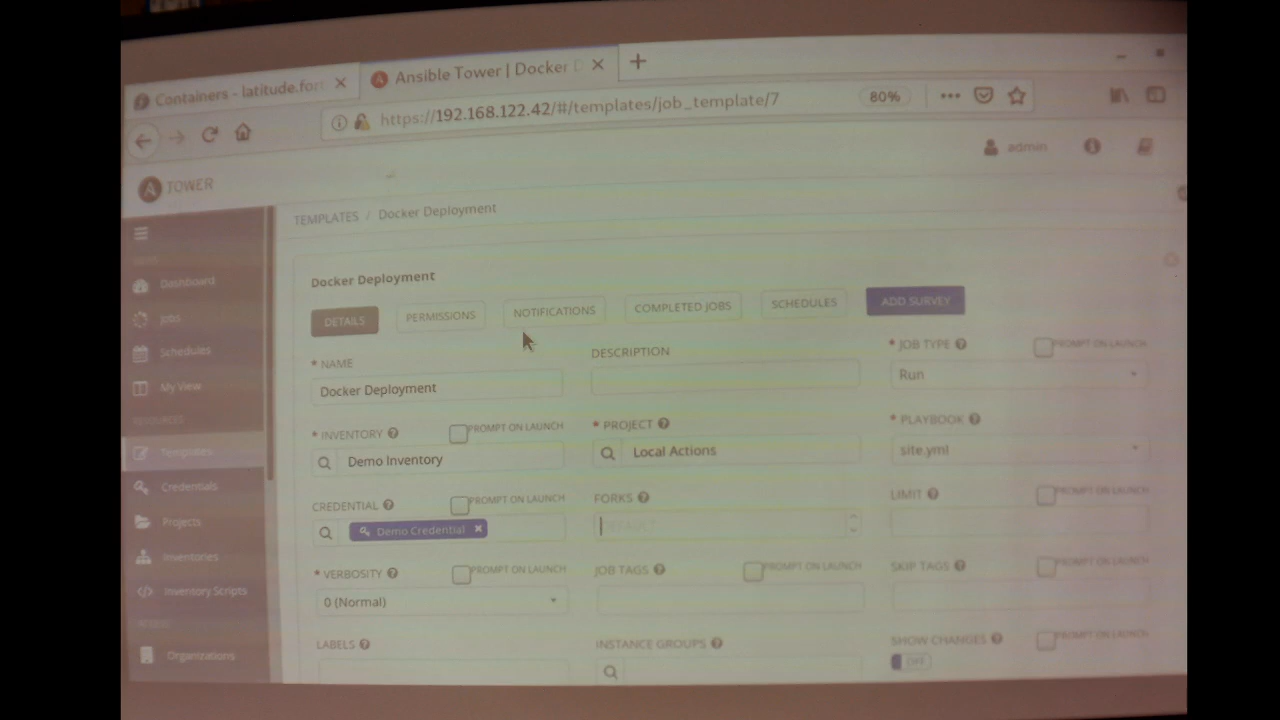 Containers - latitude.fort
Ansible Tower | Docker D
https://192.168.122.42/#/templates/job_template/7
80%
admin
TOWER
TEMPLATES / Docker Deployment
Dashboard
Jobs
Schedules
My View
RESOURCES
Templates
Credentials
Projects
Inventories
Inventory Scripts
ACCESS
Organizations
Docker Deployment
DETAILS PERMISSIONS NOTIFICATIONS COMPLETED JOBS SCHEDULES ADD SURVEY
* NAME
Docker Deployment
DESCRIPTION
* JOB TYPE PROMPT ON LAUNCH
Run
* INVENTORY PROMPT ON LAUNCH
Demo Inventory
* PROJECT
Local Actions
* PLAYBOOK
site.yml
CREDENTIAL PROMPT ON LAUNCH
Demo Credential
FORKS
DEFAULT
LIMIT PROMPT ON LAUNCH
* VERBOSITY PROMPT ON LAUNCH
0 (Normal)
JOB TAGS PROMPT ON LAUNCH
SKIP TAGS PROMPT ON LAUNCH
LABELS
INSTANCE GROUPS
SHOW CHANGES PROMPT ON LAUNCH
OFF